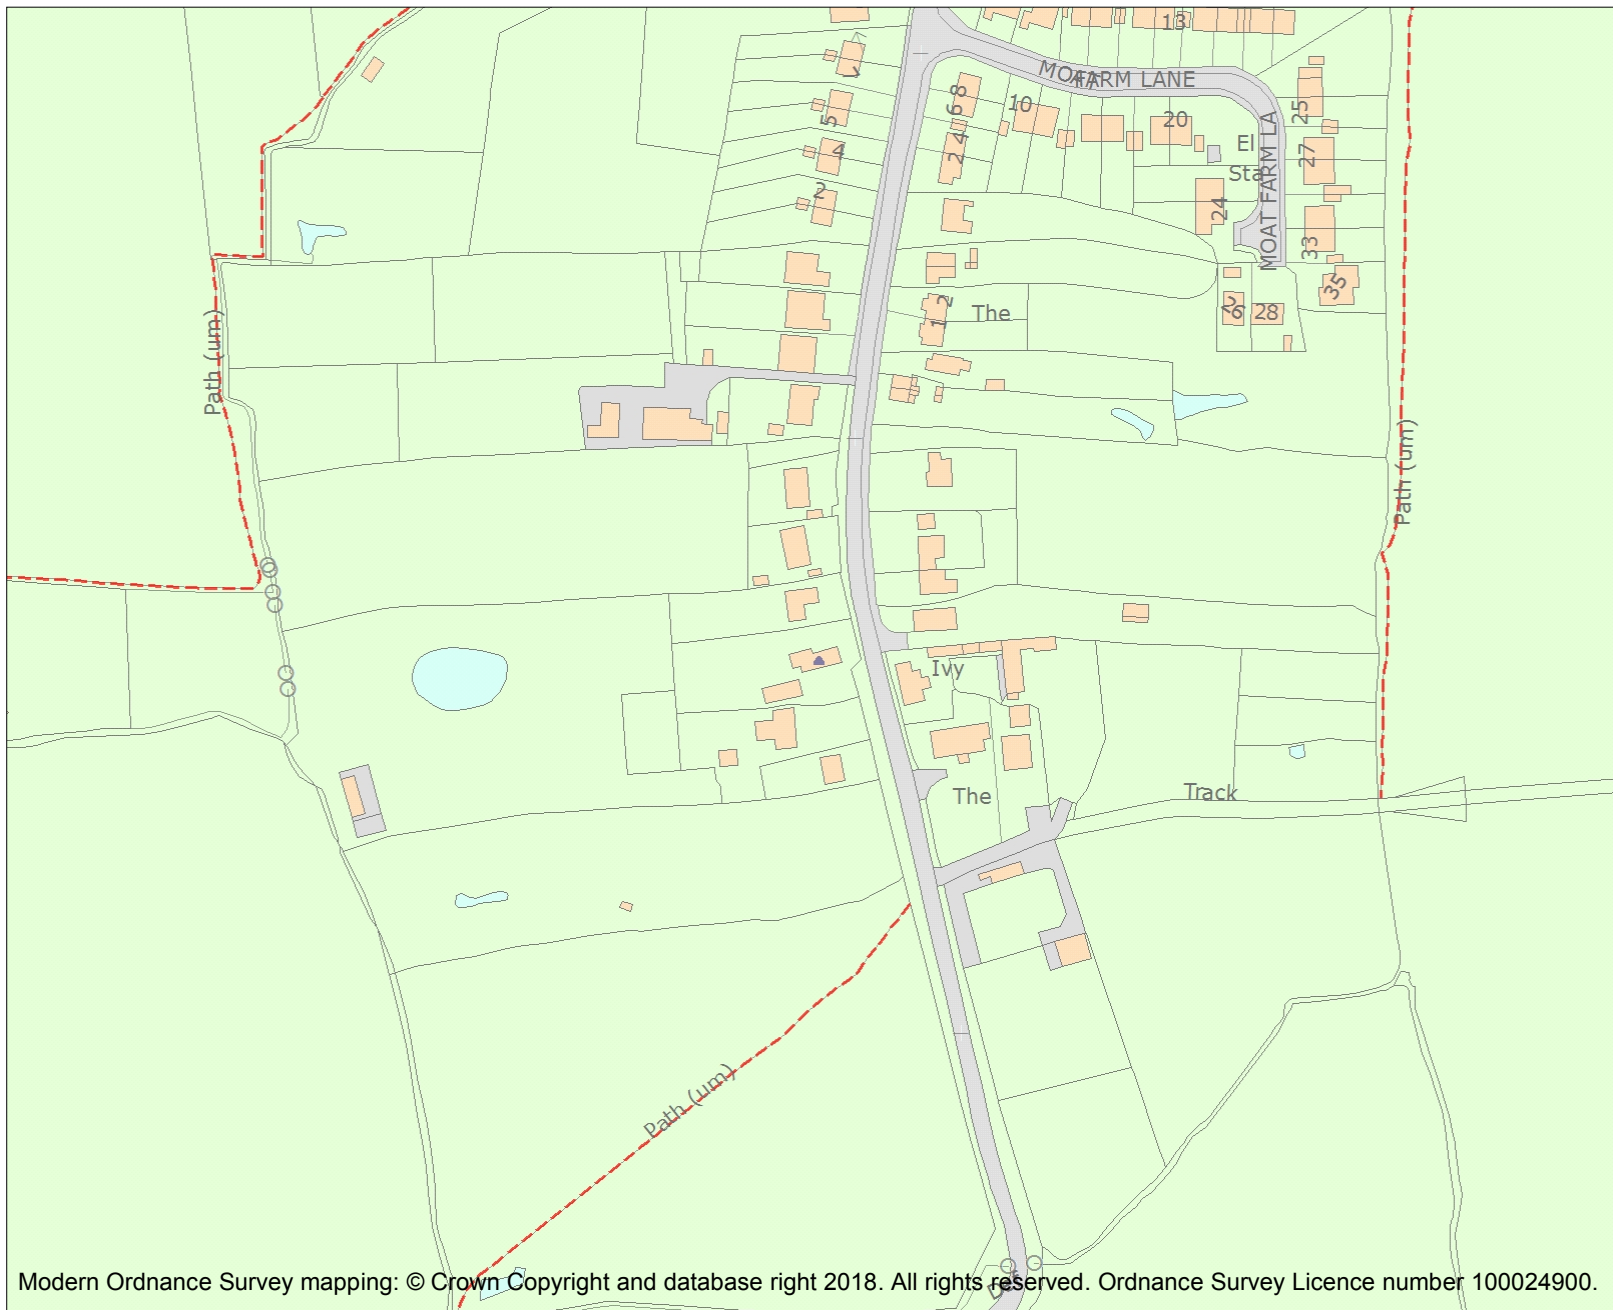 13
MOAT FARM LANE
7
8
6
10
5
20
25
El
Sta
4
4
2
27
MOAT FARM LA
2
24
33
35
The
2
1
26
28
Path (um)
Path (um)
Ivy
The
Track
Path (um)
Modern Ordnance Survey mapping: © Crown Copyright and database right 2018. All rights reserved. Ordnance Survey Licence number 100024900.